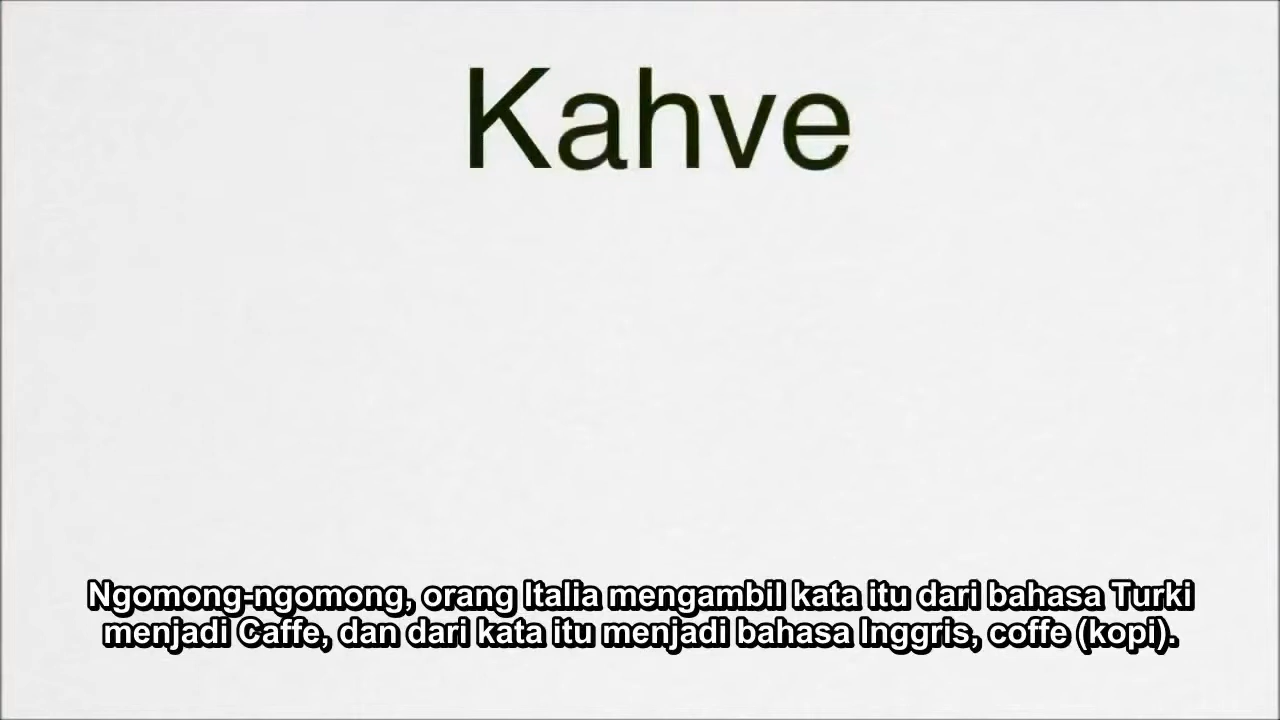 Kahve
Ngomong-ngomong, orang Italia mengambil kata itu dari bahasa Turki
menjadi Caffe, dan dari kata itu menjadi bahasa Inggris, coffe (kopi).